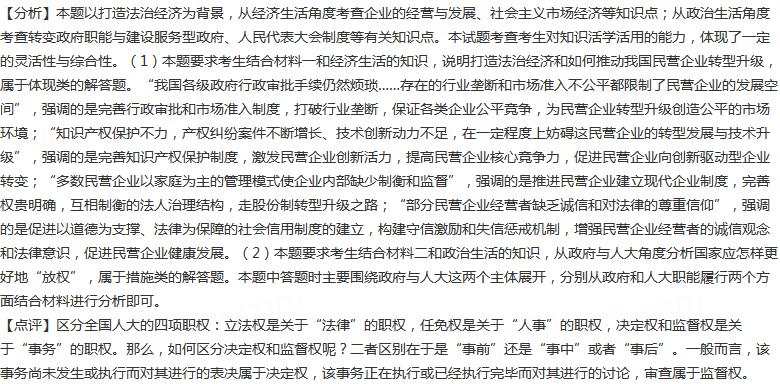 【分析】本题以打造法治经济为背景，从经济生活角度考查企业的经营与发展、社会主义市场经济等知识点；从政治生活角度
考查转变政府职能与建设服务型政府、人民代表大会制度等有关知识点。本试题考查考生对知识活学活用的能力，体现了一定
的灵活性与综合性。（1）本题要求考生结合材料一和经济生活的知识，说明打造法治经济和如何推动我国民营企业转型升级，
属于体现类的解答题。“我国各级政府行政审批手续仍然烦琐……存在的行业垄断和市场准入不公平都限制了民营企业的发展空
间”，强调的是完善行政审批和市场准入制度，打破行业垄断，保证各类企业公平竞争，为民营企业转型升级创造公平的市场
环境；“知识产权保护不力，产权纠纷案件不断增长、技术创新动力不足，在一定程度上妨碍这民营企业的转型发展与技术升
级”，强调的是完善知识产权保护制度，激发民营企业创新活力，提高民营企业核心竞争力，促进民营企业向创新驱动型企业
转变；“多数民营企业以家庭为主的管理模式使企业内部缺少制衡和监督”，强调的是推进民营企业建立现代企业制度，完善
权贵明确，互相制衡的法人治理结构，走股份制转型升级之路；“部分民营企业经营者缺乏诚信和对法律的尊重信仰”，强调
的是促进以道德为支撑、法律为保障的社会信用制度的建立，构建守信激励和失信惩戒机制，增强民营企业经营者的诚信观念
和法律意识，促进民营企业健康发展。（2）本题要求考生结合材料二和政治生活的知识，从政府与人大角度分析国家应怎样更
好地“放权”，属于措施类的解答题。本题中答题时主要围绕政府与人大这两个主体展开，分别从政府和人大职能履行两个方
面结合材料进行分析即可。
【点评】区分全国人大的四项职权：立法权是关于“法律”的职权，任免权是关于“人事”的职权，决定权和监督权是关
于“事务”的职权。那么，如何区分决定权和监督权呢？二者区别在于是“事前”还是“事中”或者“事后”。一般而言，该
事务尚未发生或执行而对其进行的表决属于决定权，该事务正在执行或已经执行完毕而对其进行的讨论，审查属于监督权。